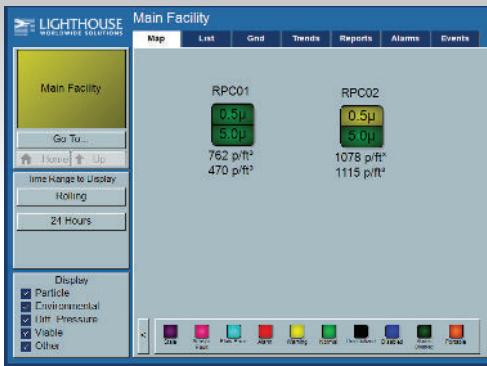 LIGHTHOUSE
WORLDWIDE SOLUTIONS
Main Facility
Map List Grid Trends Reports Alarms Events
Main Facility
Go To...
Home Up
Time Range to Display
Rolling
24 Hours
Display
Particle
Environmental
Diff. Pressure
Viable
Other
RPC01
0.5µ
5.0µ
762 p/ft³
470 p/ft³
RPC02
0.5µ
5.0µ
1078 p/ft³
1115 p/ft³
<
Stale
Alarm
Warning
Normal
Disabled
Portable